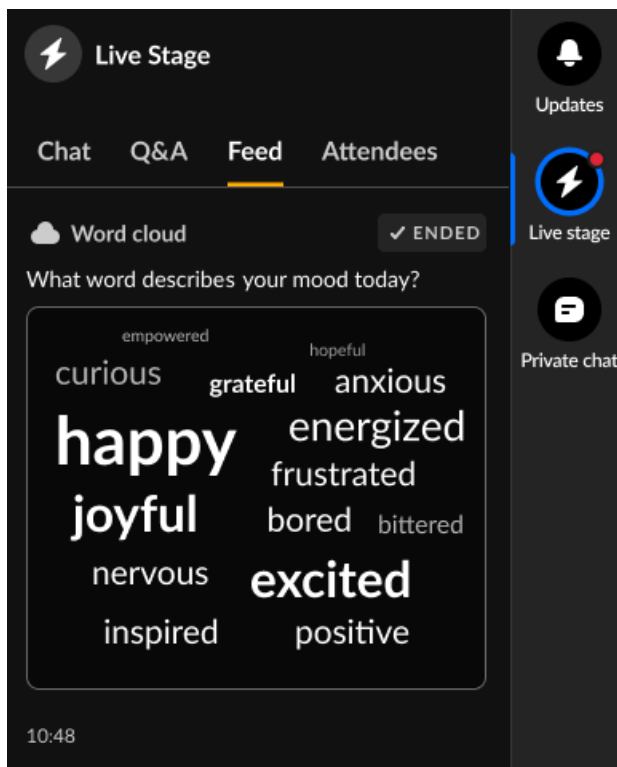 Live Stage
Chat Q&A Feed Attendees
Word cloud
ENDED
What word describes your mood today?
empowered
hopeful
curious
grateful
anxious
happy
energized
frustrated
joyful
bored
bittered
nervous
excited
inspired
positive
10:48
Updates
Live stage
Private chat